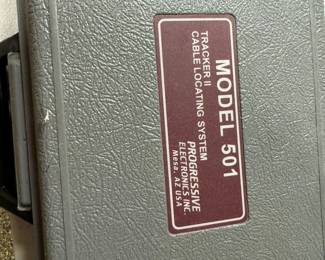 MODEL 501
TRACKER II
CABLE LOCATING SYSTEM
PROGRESSIVE
ELECTRONICS INC.
Mesa, AZ USA